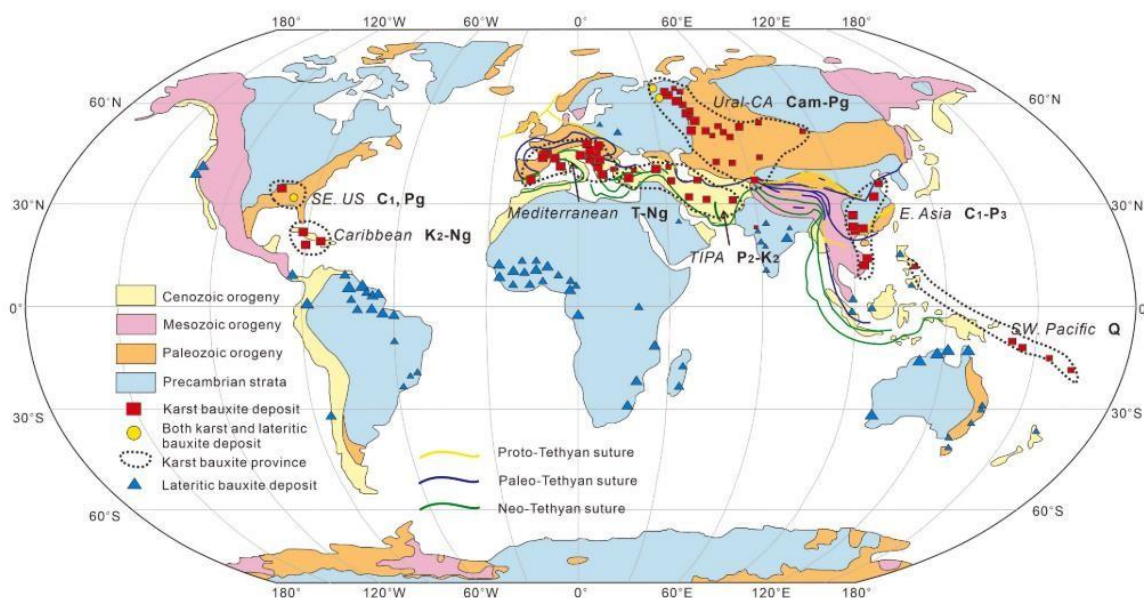 180° 120°W 60°W 0° 60°E 120°E 180°
60°N 60°N
Ural-CA Cam-Pg
30°N 30°N
SE. US C1, Pg
Mediterranean T-Ng
E. Asia C1-P3
Caribbean K2-Ng
TIPA P2-K2
0° 0°
SW. Pacific Q
30°S 30°S
60°S 60°S
Cenozoic orogeny
Mesozoic orogeny
Paleozoic orogeny
Precambrian strata
Karst bauxite deposit
Both karst and lateritic
bauxite deposit
Karst bauxite province
Lateritic bauxite deposit
Proto-Tethyan suture
Paleo-Tethyan suture
Neo-Tethyan suture
180° 120°W 60°W 0° 60°E 120°E 180°